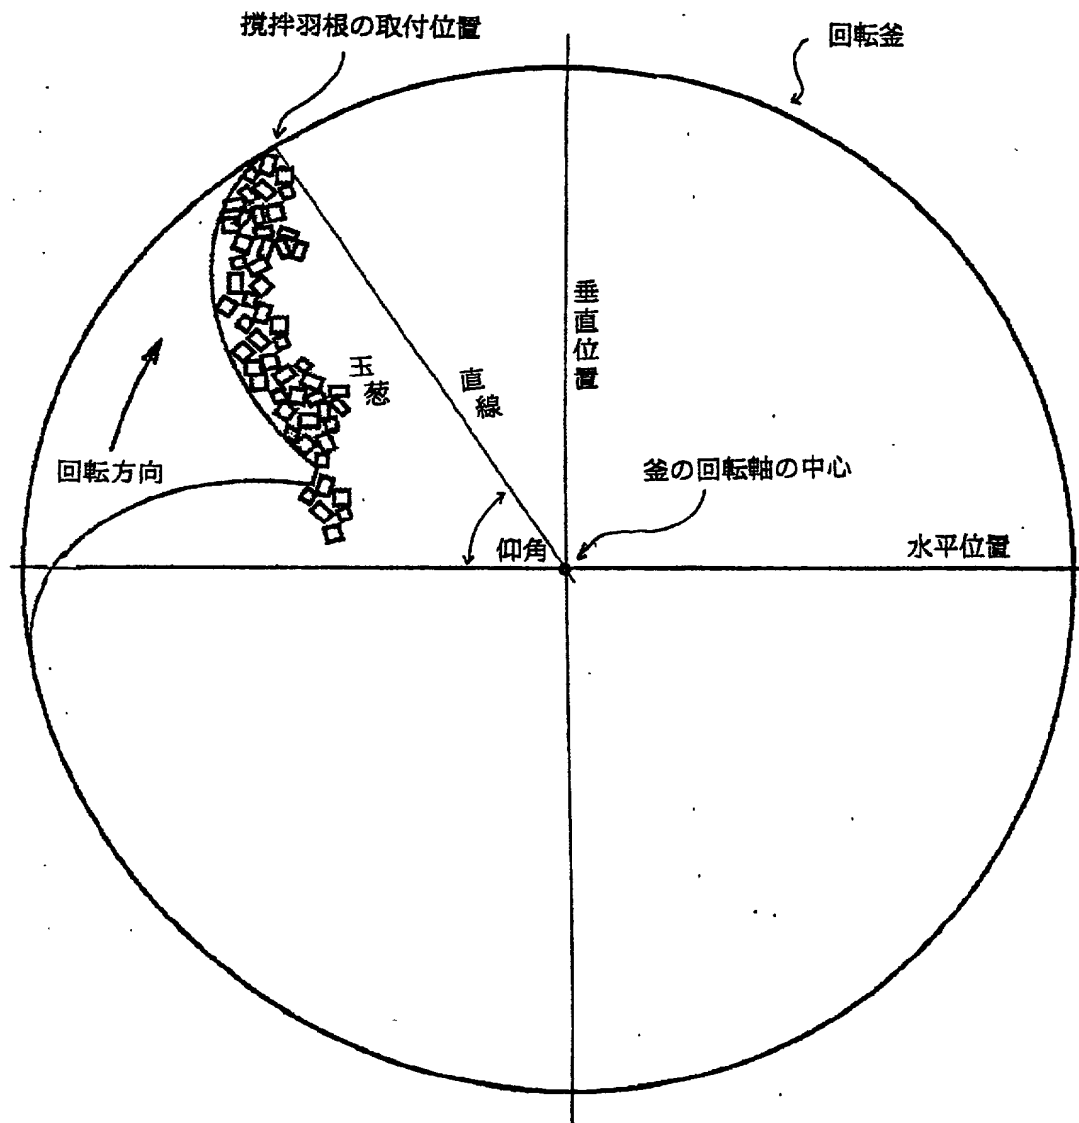 撹拌羽根の取付位置
回転釜
垂直位置
玉葱
直線
回転方向
釜の回転軸の中心
仰角
水平位置